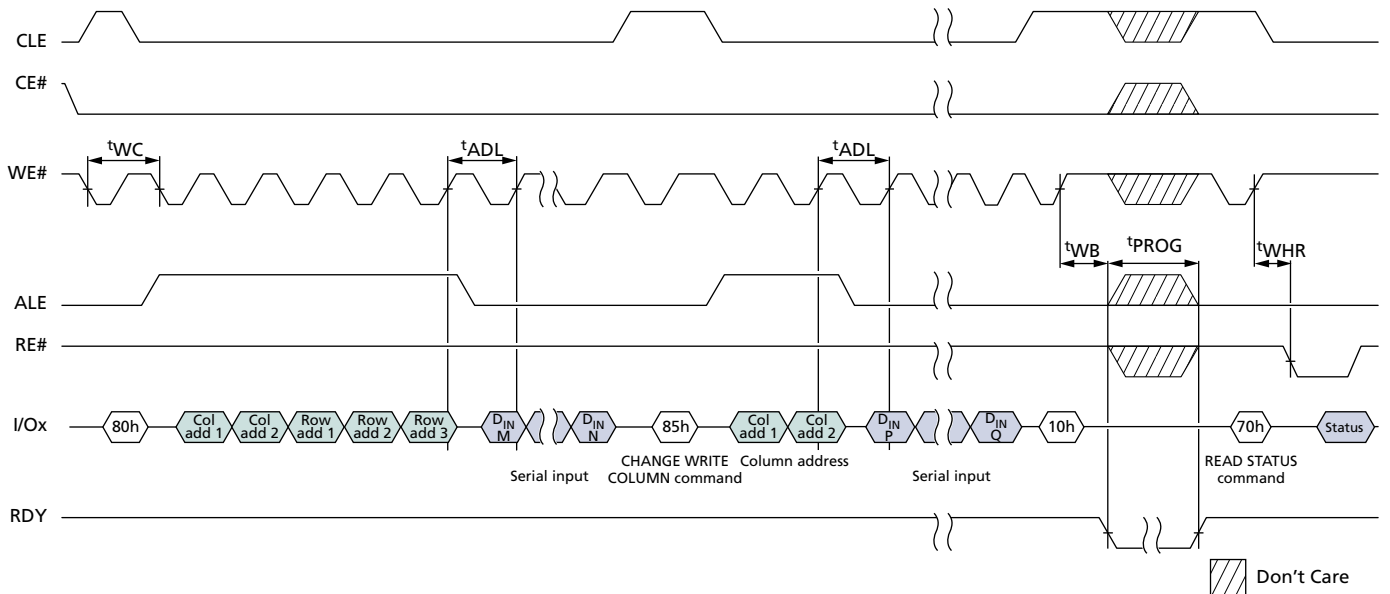 CLE
CE#
tWC
tADL
tADL
WE#
tWB
tPROG
tWHR
ALE
RE#
I/Ox
80h
Col add 1
Col add 2
Row add 1
Row add 2
Row add 3
DIN M
DIN N
85h
Col add 1
Col add 2
DIN P
DIN Q
10h
70h
Status
Serial input
CHANGE WRITE
COLUMN command
Column address
Serial input
READ STATUS
command
RDY
Don't Care